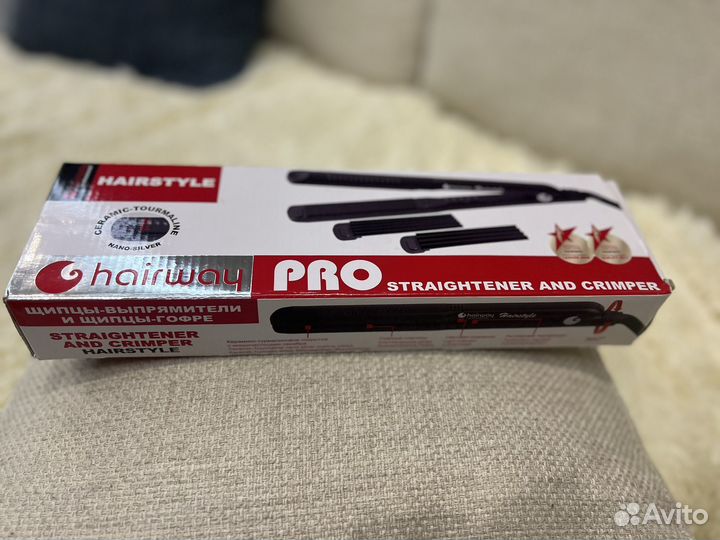 HAIRSTYLE
CERAMIC-TOURMALINE
NANO-SILVER
hairway
PRO STRAIGHTENER AND CRIMPER
ЩИПЦЫ-ВЫПРЯМИТЕЛИ
И ЩИПЦЫ-ГОФРЕ
STRAIGHTENER
AND CRIMPER
HAIRSTYLE
hairway Hairstyle
Avito